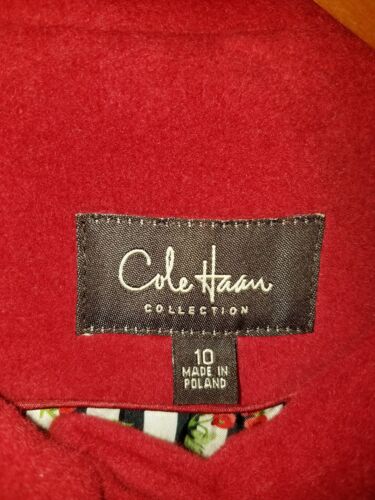 Cole Haan
COLLECTION
10
MADE IN
POLAND